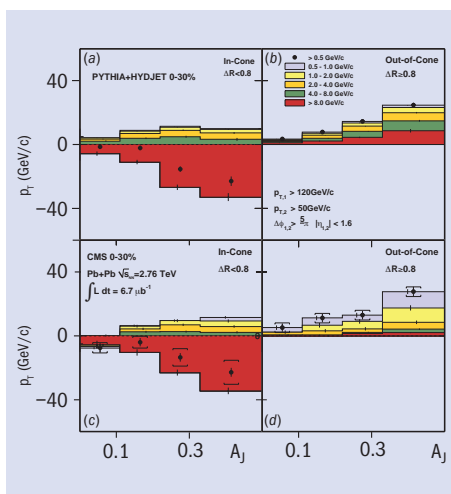 (a)
In-Cone
PYTHIA+HYDJET 0-30%
ΔR<0.8
(b)
> 0.5 GeV/c
0.5 - 1.0 GeV/c
1.0 - 2.0 GeV/c
2.0 - 4.0 GeV/c
4.0 - 8.0 GeV/c
> 8.0 GeV/c
Out-of-Cone
ΔR≥0.8
40
0
−40
p_T (GeV/c)
p_T,1 > 120GeV/c
p_T,2 > 50GeV/c
Δϕ_1,2 > 5/6 π |η_1,2| < 1.6
CMS 0-30%
Pb+Pb √s_NN=2.76 TeV
∫L dt = 6.7 μb⁻¹
In-Cone
ΔR<0.8
Out-of-Cone
ΔR≥0.8
40
0
−40
p_T (GeV/c)
0
(c)
(d)
0.1
0.3
A_J
0.1
0.3
A_J